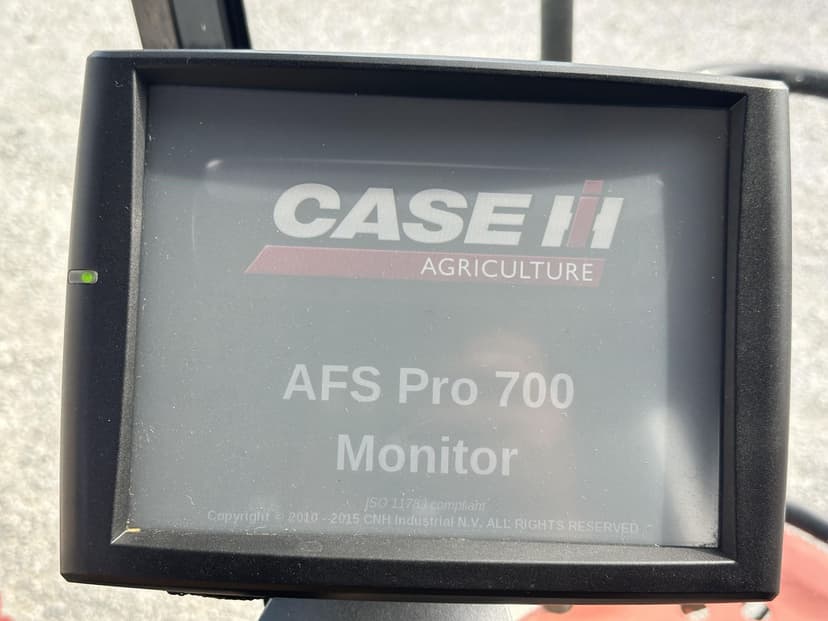 CASE IH
AGRICULTURE
AFS Pro 700
Monitor
ISO 11783 compliant
Copyright © 2010 - 2015 CNH Industrial N.V. ALL RIGHTS RESERVED